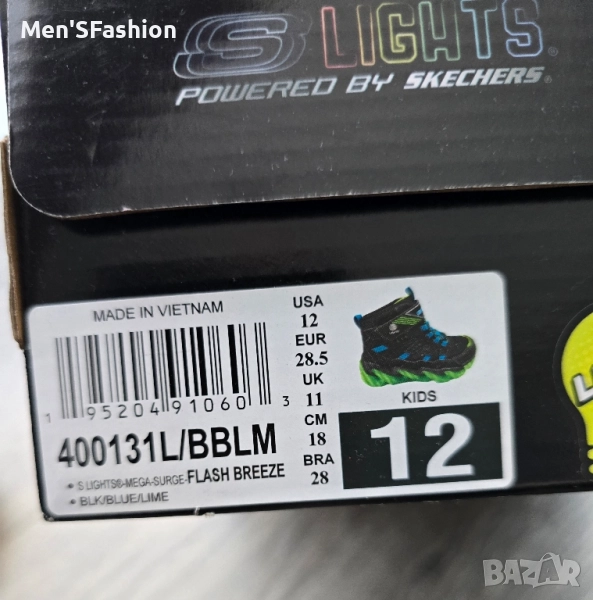 Men'SFashion
S LIGHTS®
POWERED BY SKECHERS®
MADE IN VIETNAM
1 95204 91060 3
400131L/BBLM
• S LIGHTS®-MEGA-SURGE-FLASH BREEZE
• BLK/BLUE/LIME
USA
12
EUR
28.5
UK
11
CM
18
BRA
28
KIDS
12
BAZAR